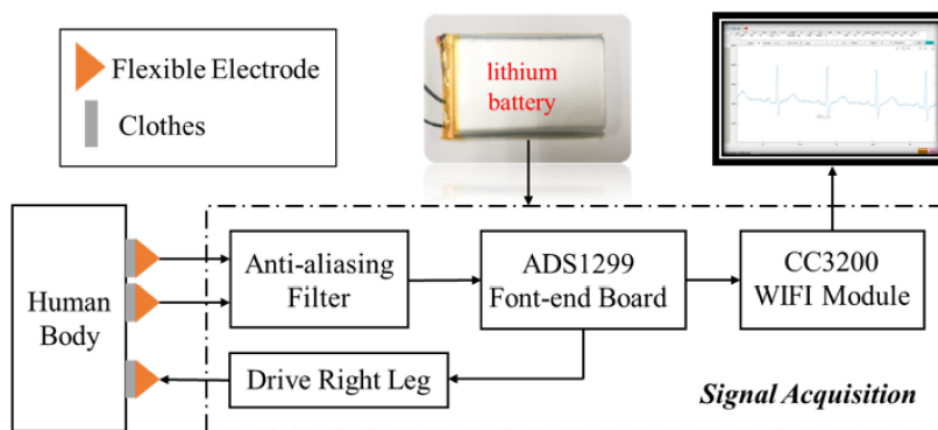 Flexible Electrode
Clothes
lithium
battery
Human
Body
Anti-aliasing
Filter
ADS1299
Font-end Board
CC3200
WIFI Module
Drive Right Leg
Signal Acquisition